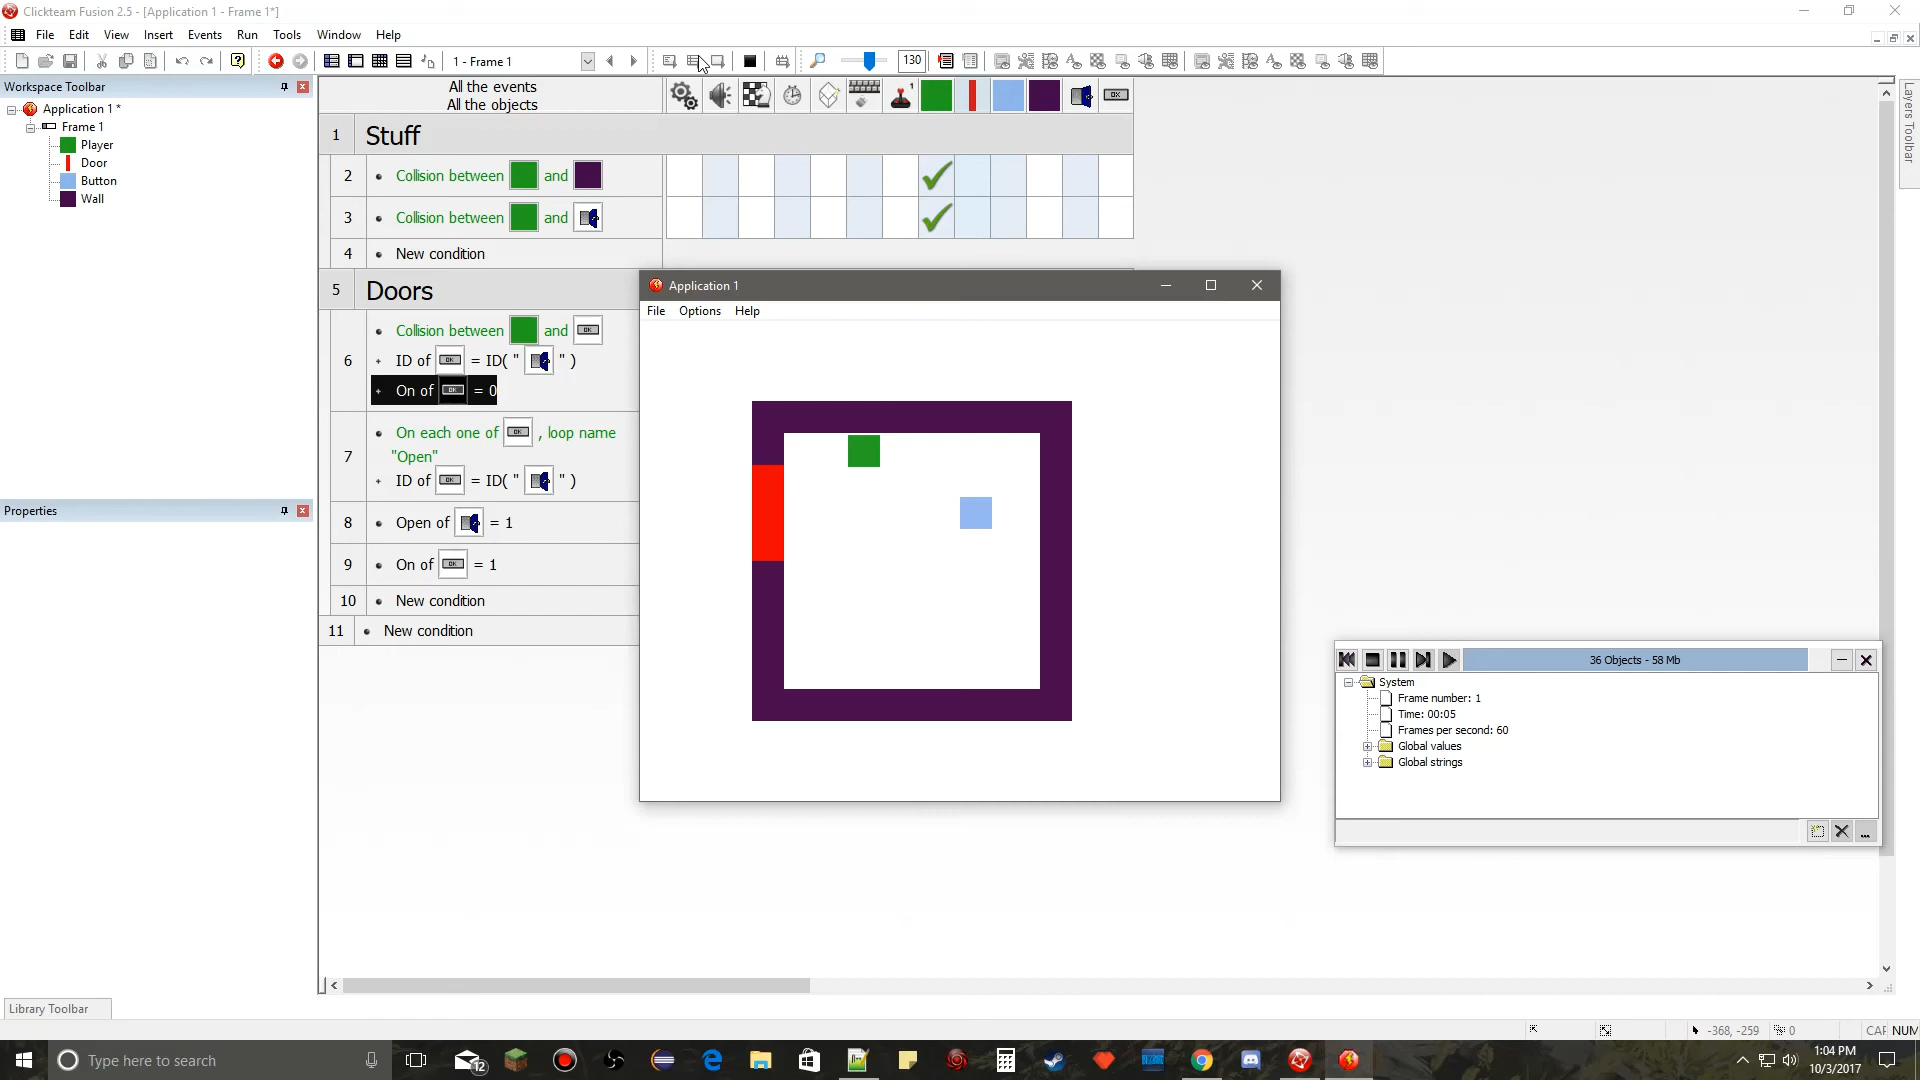 Clickteam Fusion 2.5 - [Application 1 - Frame 1*]
File Edit View Insert Events Run Tools Window Help
1 - Frame 1
130
Workspace Toolbar
Application 1 *
Frame 1
Player
Door
Button
Wall
Properties
Library Toolbar
Layers Toolbar
All the events
All the objects
1 Stuff
2 • Collision between and
3 • Collision between and
4 • New condition
5 Doors
6 • Collision between and
+ ID of = ID( " " )
+ On of = 0
7 • On each one of , loop name
"Open"
+ ID of = ID( " " )
8 • Open of = 1
9 • On of = 1
10 • New condition
11 • New condition
Application 1
File Options Help
36 Objects - 58 Mb
System
Frame number: 1
Time: 00:05
Frames per second: 60
Global values
Global strings
-368, -259 0 CAP NUM
Type here to search
12
1:04 PM
10/3/2017